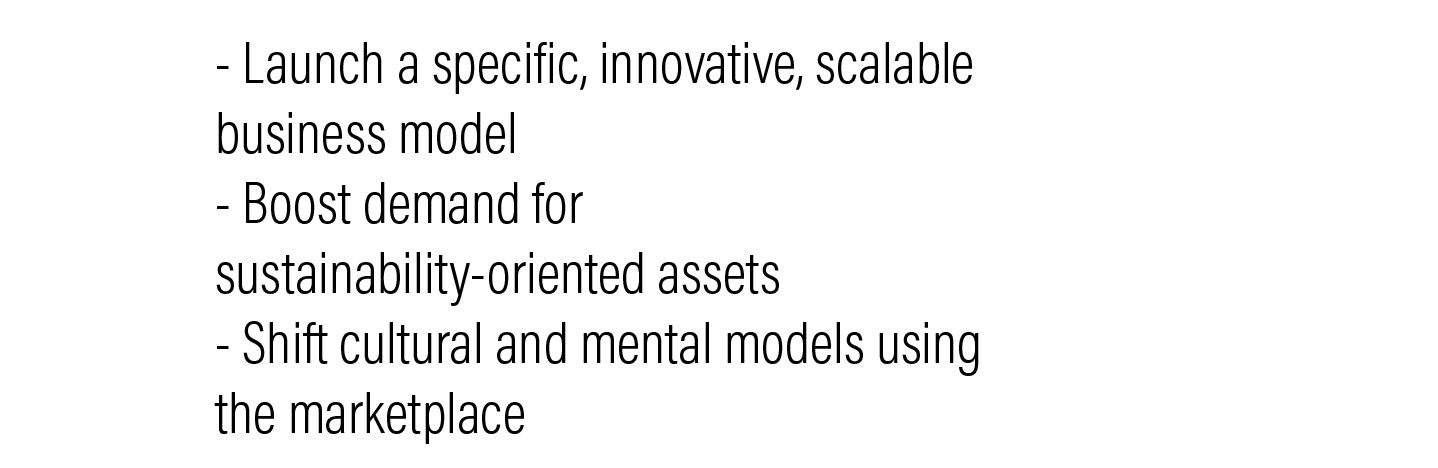 - Launch a specific, innovative, scalable
business model
- Boost demand for
sustainability-oriented assets
- Shift cultural and mental models using
the marketplace